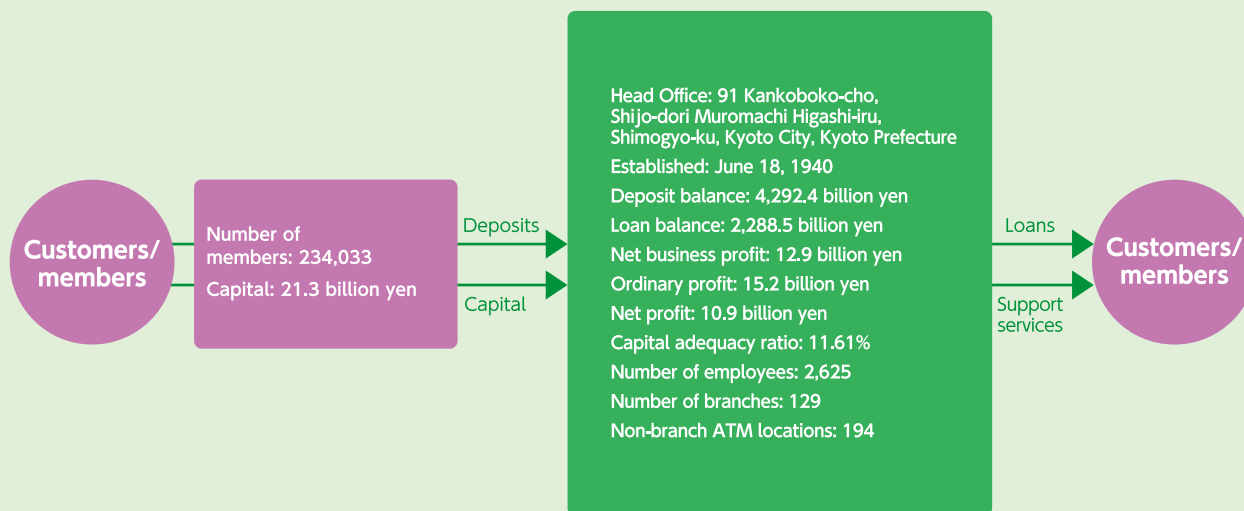 Customers/
members
Number of
members: 234,033
Capital: 21.3 billion yen
Deposits
Capital
Head Office: 91 Kankoboko-cho,
Shijo-dori Muromachi Higashi-iru,
Shimogyo-ku, Kyoto City, Kyoto Prefecture
Established: June 18, 1940
Deposit balance: 4,292.4 billion yen
Loan balance: 2,288.5 billion yen
Net business profit: 12.9 billion yen
Ordinary profit: 15.2 billion yen
Net profit: 10.9 billion yen
Capital adequacy ratio: 11.61%
Number of employees: 2,625
Number of branches: 129
Non-branch ATM locations: 194
Loans
Support
services
Customers/
members